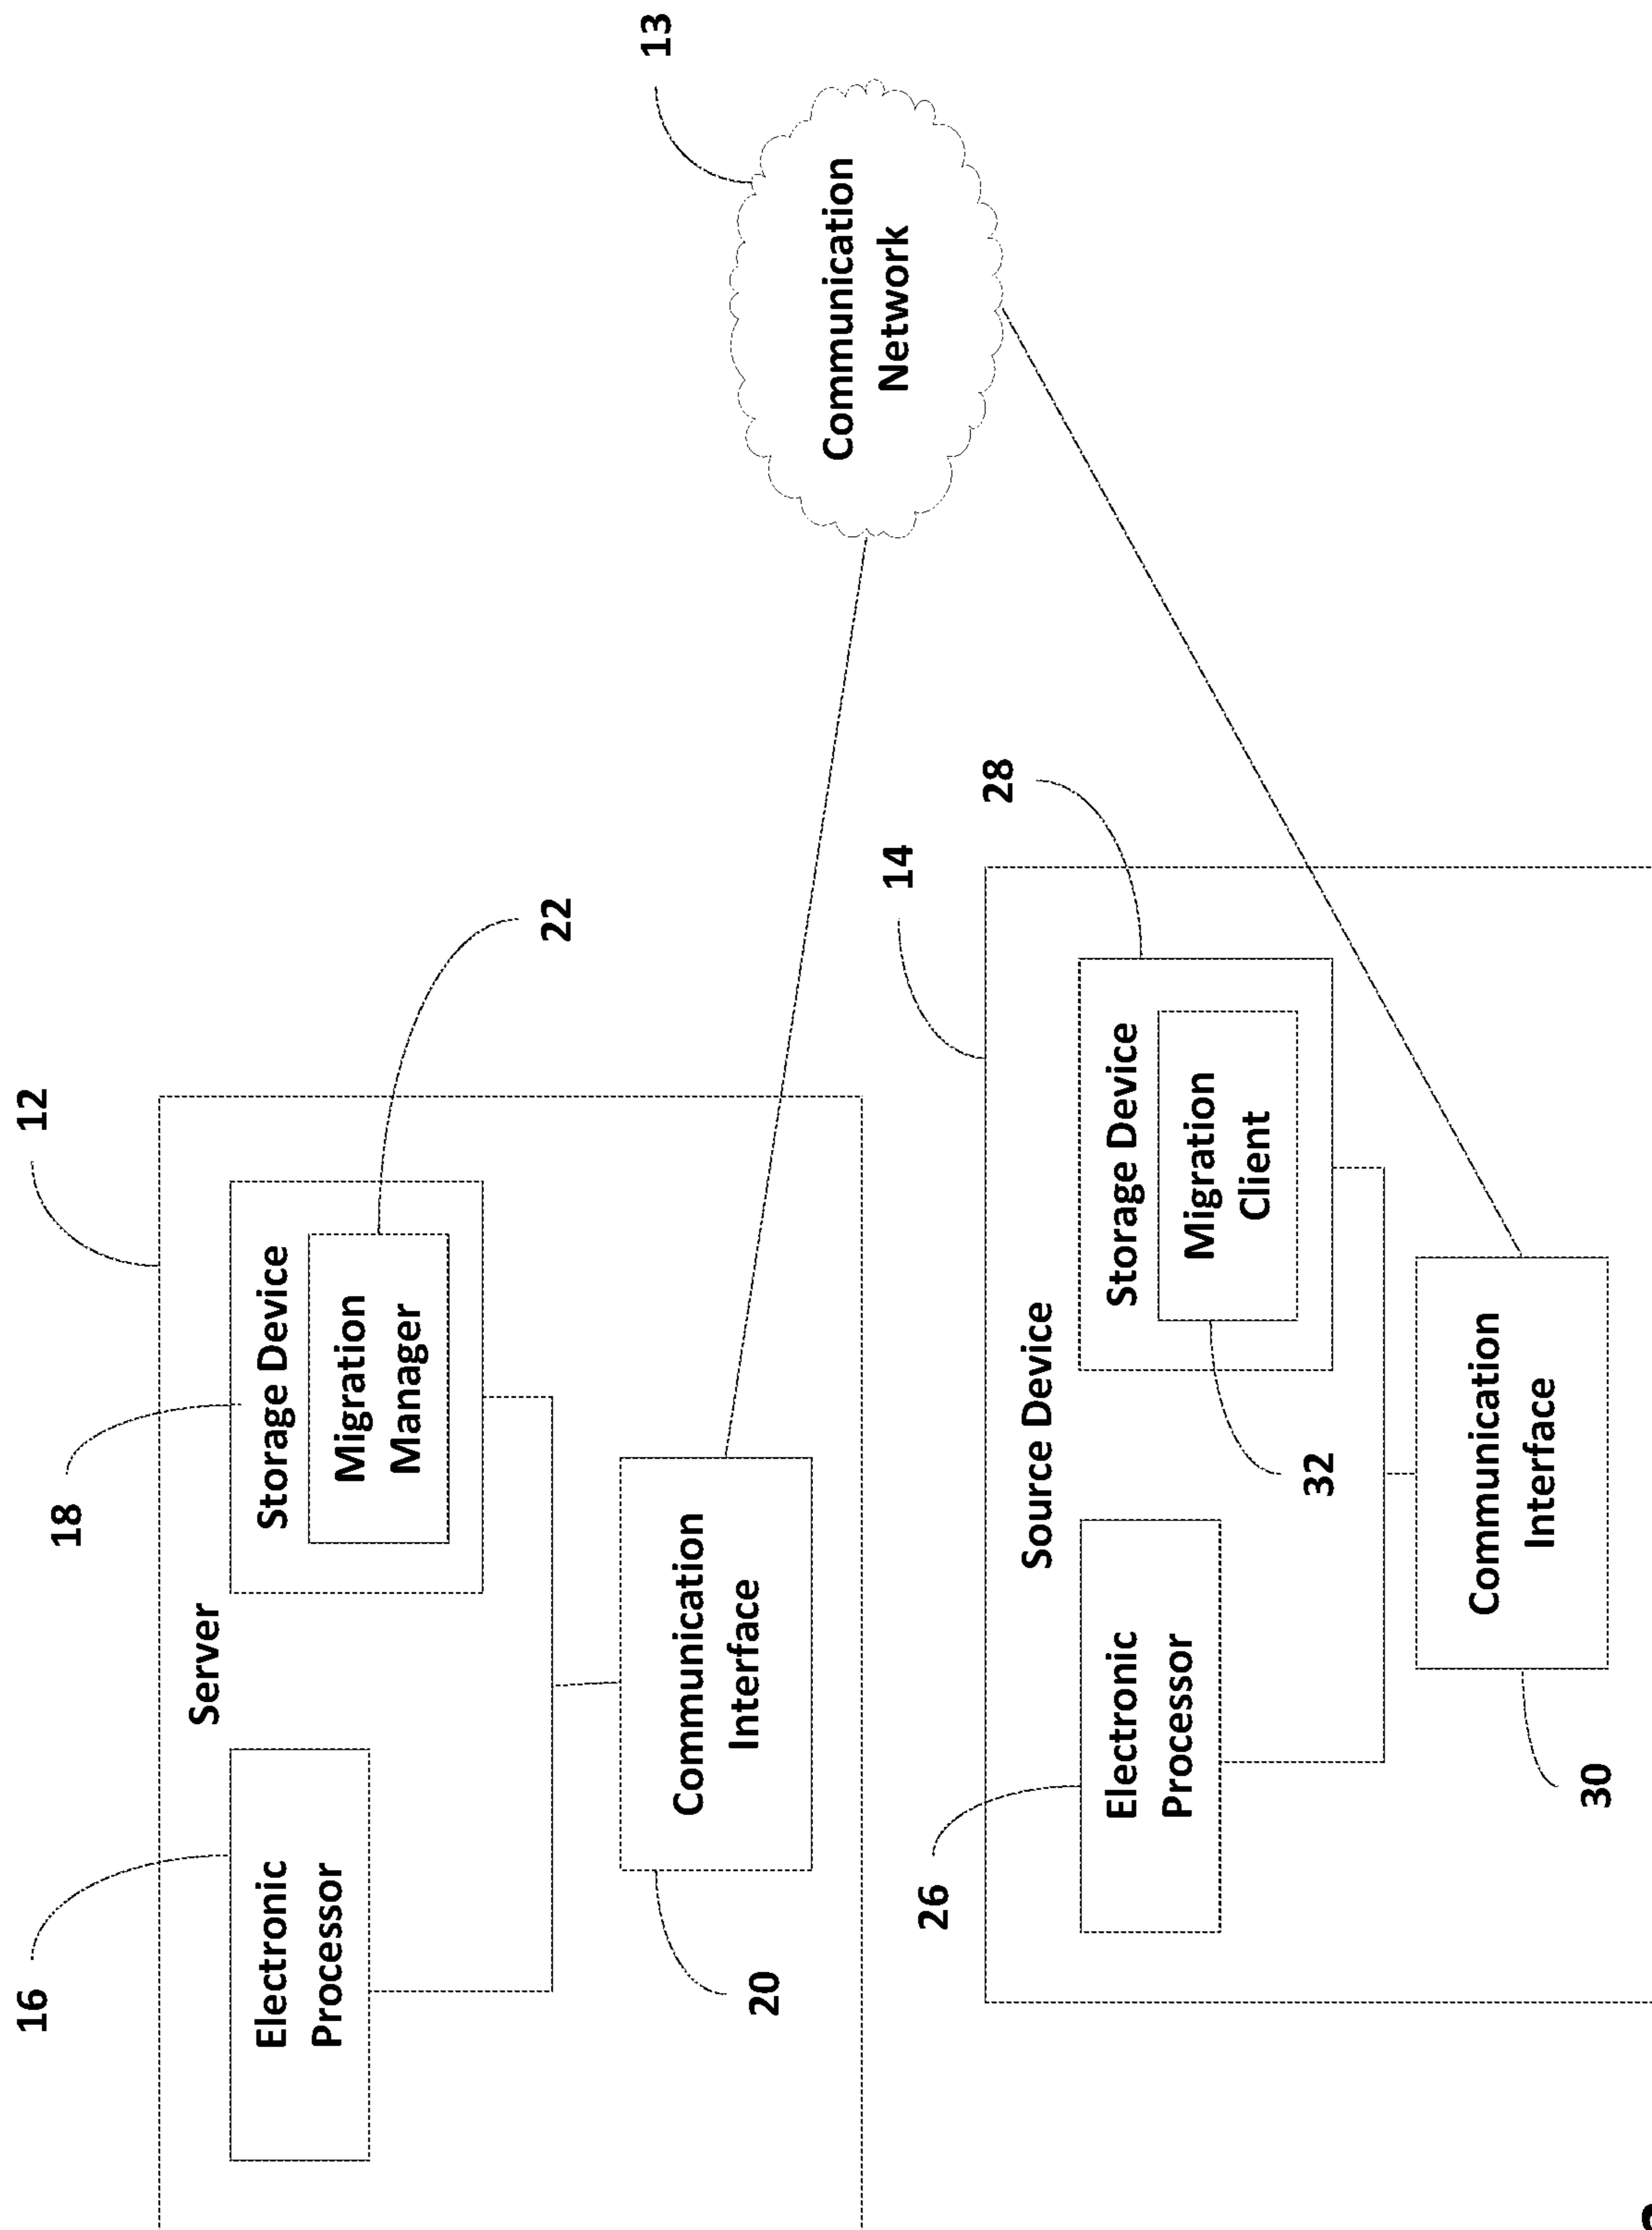 12
16
18
Server
Electronic
Processor
Storage Device
Migration
Manager
22
Communication
Interface
20
13
Communication
Network
14
26
28
Source Device
Electronic
Processor
Storage Device
Migration
Client
32
Communication
Interface
30